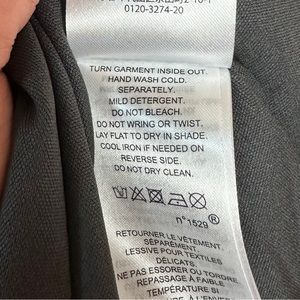 0120-3274-20
TURN GARMENT INSIDE OUT.
HAND WASH COLD.
SEPARATELY.
MILD DETERGENT.
DO NOT BLEACH.
DO NOT WRING OR TWIST.
LAY FLAT TO DRY IN SHADE.
COOL IRON IF NEEDED ON
REVERSE SIDE.
DO NOT DRY CLEAN.
n°1529 ®
RETOURNER LE VÊTEMENT
SÉPARÉMENT
LESSIVE POUR TEXTILES
DÉLICATS.
NE PAS ESSORER OU TORDRE
REPASSAGE À FAIBLE
TEMPÉRATURE SI